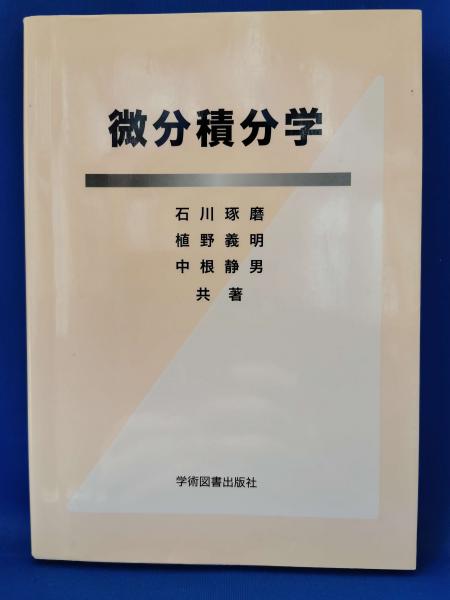 微分積分学
石川琢磨
植野義明
中根静男
共著
学術図書出版社